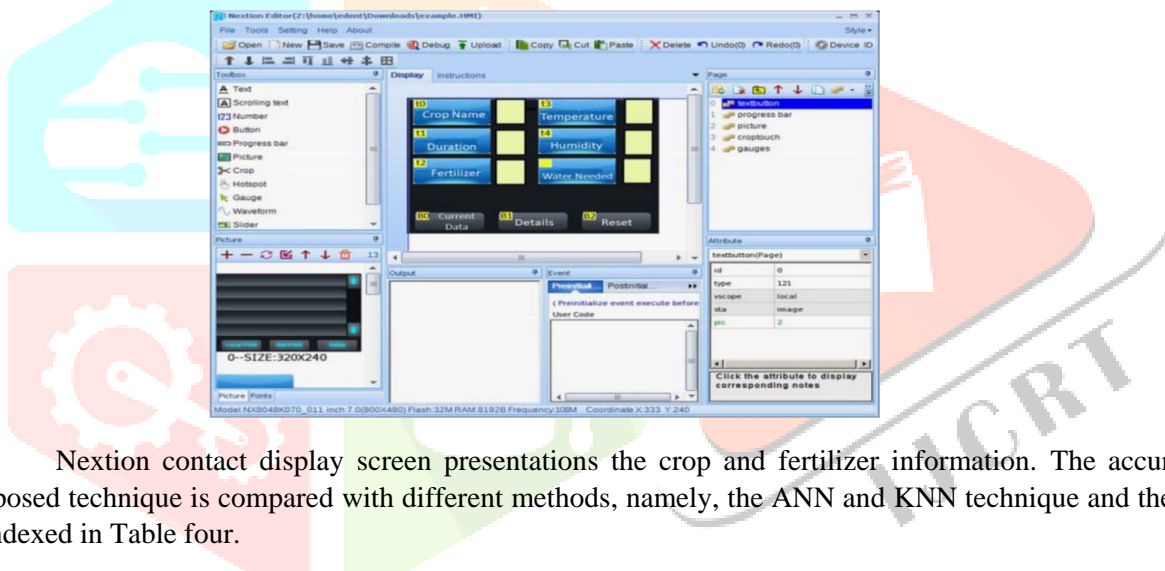 Nextion Editor(Z:\home\edent\Downloads\example.HMI)
File Tools Setting Help About Style
Open New Save Compile Debug Upload Copy Cut Paste Delete Undo(0) Redo(0) Device ID
Toolbox
A Text
A Scrolling text
123 Number
Button
Progress bar
Picture
Crop
Hotspot
Gauge
Waveform
Slider
Display Instructions
t0
Crop Name
t3
Temperature
t1
Duration
t4
Humidity
t2
Fertilizer
Water Needed
Current
Data
Details
Reset
Page
0 textbutton
1 progress bar
2 picture
3 croptouch
4 gauges
Picture
13
0--SIZE:320X240
Picture Fonts
Output
Event
Preinitiali... Postinitial...
( Preinitialize event execute before
User Code
Attribute
textbutton(Page)
id 0
type 121
vscope local
sta image
pic 2
Click the attribute to display
corresponding notes
Model:NX8048K070_011 inch:7.0(800X480) Flash:32M RAM:8192B Frequency:108M Coordinate X:333 Y:240
IJCRT
Nextion contact display screen presentations the crop and fertilizer information. The accur
posed technique is compared with different methods, namely, the ANN and KNN technique and the
ndexed in Table four.